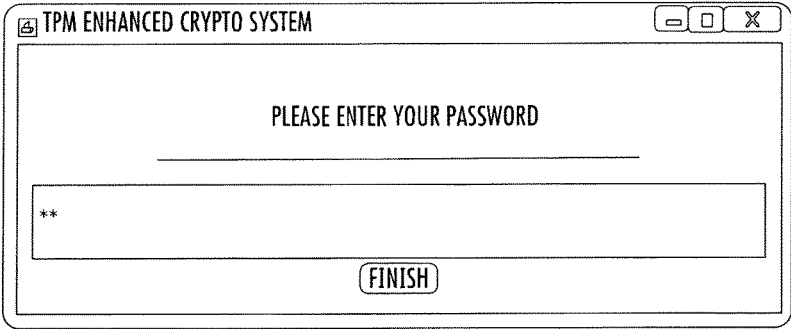 TPM ENHANCED CRYPTO SYSTEM
PLEASE ENTER YOUR PASSWORD
**
FINISH